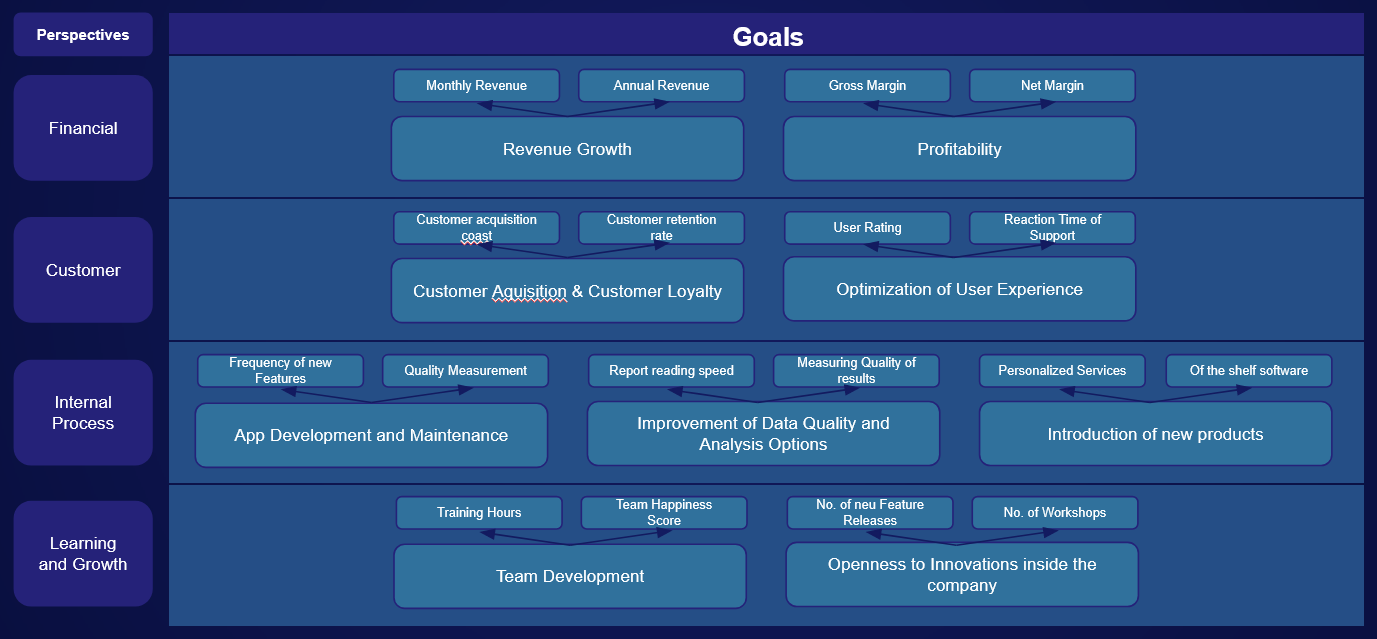 Perspectives
Goals
Financial
Monthly Revenue
Annual Revenue
Gross Margin
Net Margin
Revenue Growth
Profitability
Customer
Customer acquisition
coast
Customer retention
rate
User Rating
Reaction Time of
Support
Customer Aquisition & Customer Loyalty
Optimization of User Experience
Internal
Process
Frequency of new
Features
Quality Measurement
Report reading speed
Measuring Quality of
results
Personalized Services
Of the shelf software
App Development and Maintenance
Improvement of Data Quality and
Analysis Options
Introduction of new products
Learning
and Growth
Training Hours
Team Happiness
Score
No. of neu Feature
Releases
No. of Workshops
Team Development
Openness to Innovations inside the
company